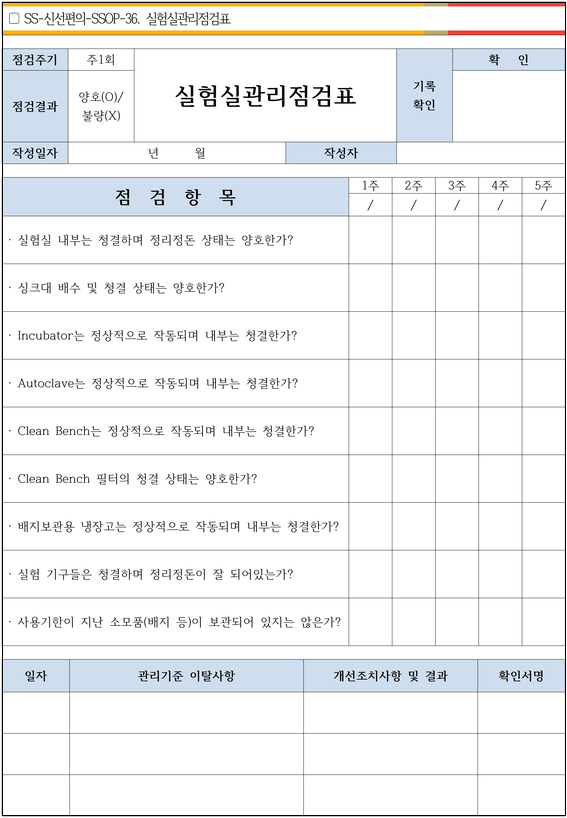 □ SS-신선편의-SSOP-36. 실험실관리점검표
점검주기 주1회 실험실관리점검표 기록 확인 확 인
점검결과 양호(O)/
불량(X)
작성일자 년 월 작성자
점 검 항 목 1주 2주 3주 4주 5주
/ / / / /
· 실험실 내부는 청결하며 정리정돈 상태는 양호한가?
· 싱크대 배수 및 청결 상태는 양호한가?
· Incubator는 정상적으로 작동되며 내부는 청결한가?
· Autoclave는 정상적으로 작동되며 내부는 청결한가?
· Clean Bench는 정상적으로 작동되며 내부는 청결한가?
· Clean Bench 필터의 청결 상태는 양호한가?
· 배지보관용 냉장고는 정상적으로 작동되며 내부는 청결한가?
· 실험 기구들은 청결하며 정리정돈이 잘 되어있는가?
· 사용기한이 지난 소모품(배지 등)이 보관되어 있지는 않은가?
일자 관리기준 이탈사항 개선조치사항 및 결과 확인서명